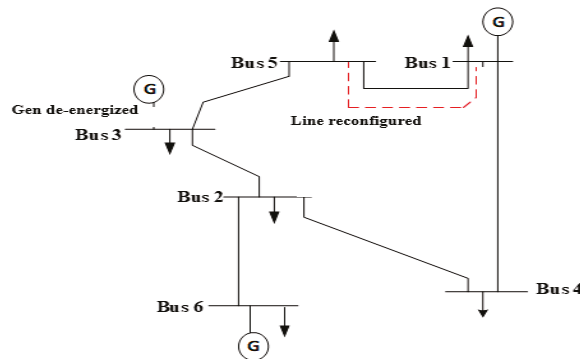 G
Bus 5
Bus 1
G
Gen de-energized
Line reconfigured
Bus 3
Bus 2
Bus 4
Bus 6
G